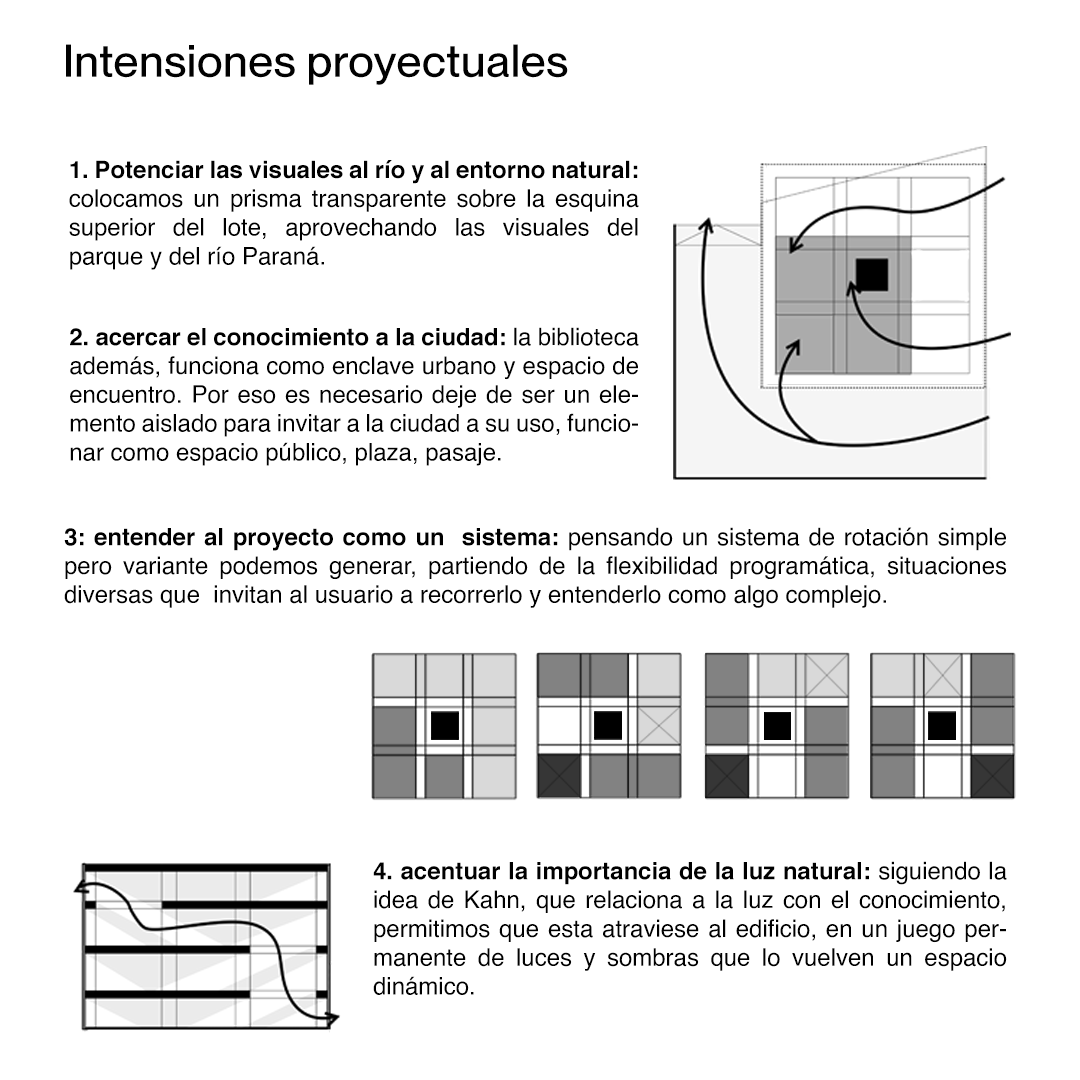 Intensiones proyectuales
1. Potenciar las visuales al río y al entorno natural:
colocamos un prisma transparente sobre la esquina
superior del lote, aprovechando las visuales del
parque y del río Paraná.
2. acercar el conocimiento a la ciudad: la biblioteca
además, funciona como enclave urbano y espacio de
encuentro. Por eso es necesario deje de ser un ele-
mento aislado para invitar a la ciudad a su uso, funcio-
nar como espacio público, plaza, pasaje.
3: entender al proyecto como un  sistema: pensando un sistema de rotación simple
pero variante podemos generar, partiendo de la flexibilidad programática, situaciones
diversas que  invitan al usuario a recorrerlo y entenderlo como algo complejo.
4. acentuar la importancia de la luz natural: siguiendo la
idea de Kahn, que relaciona a la luz con el conocimiento,
permitimos que esta atraviese al edificio, en un juego per-
manente de luces y sombras que lo vuelven un espacio
dinámico.